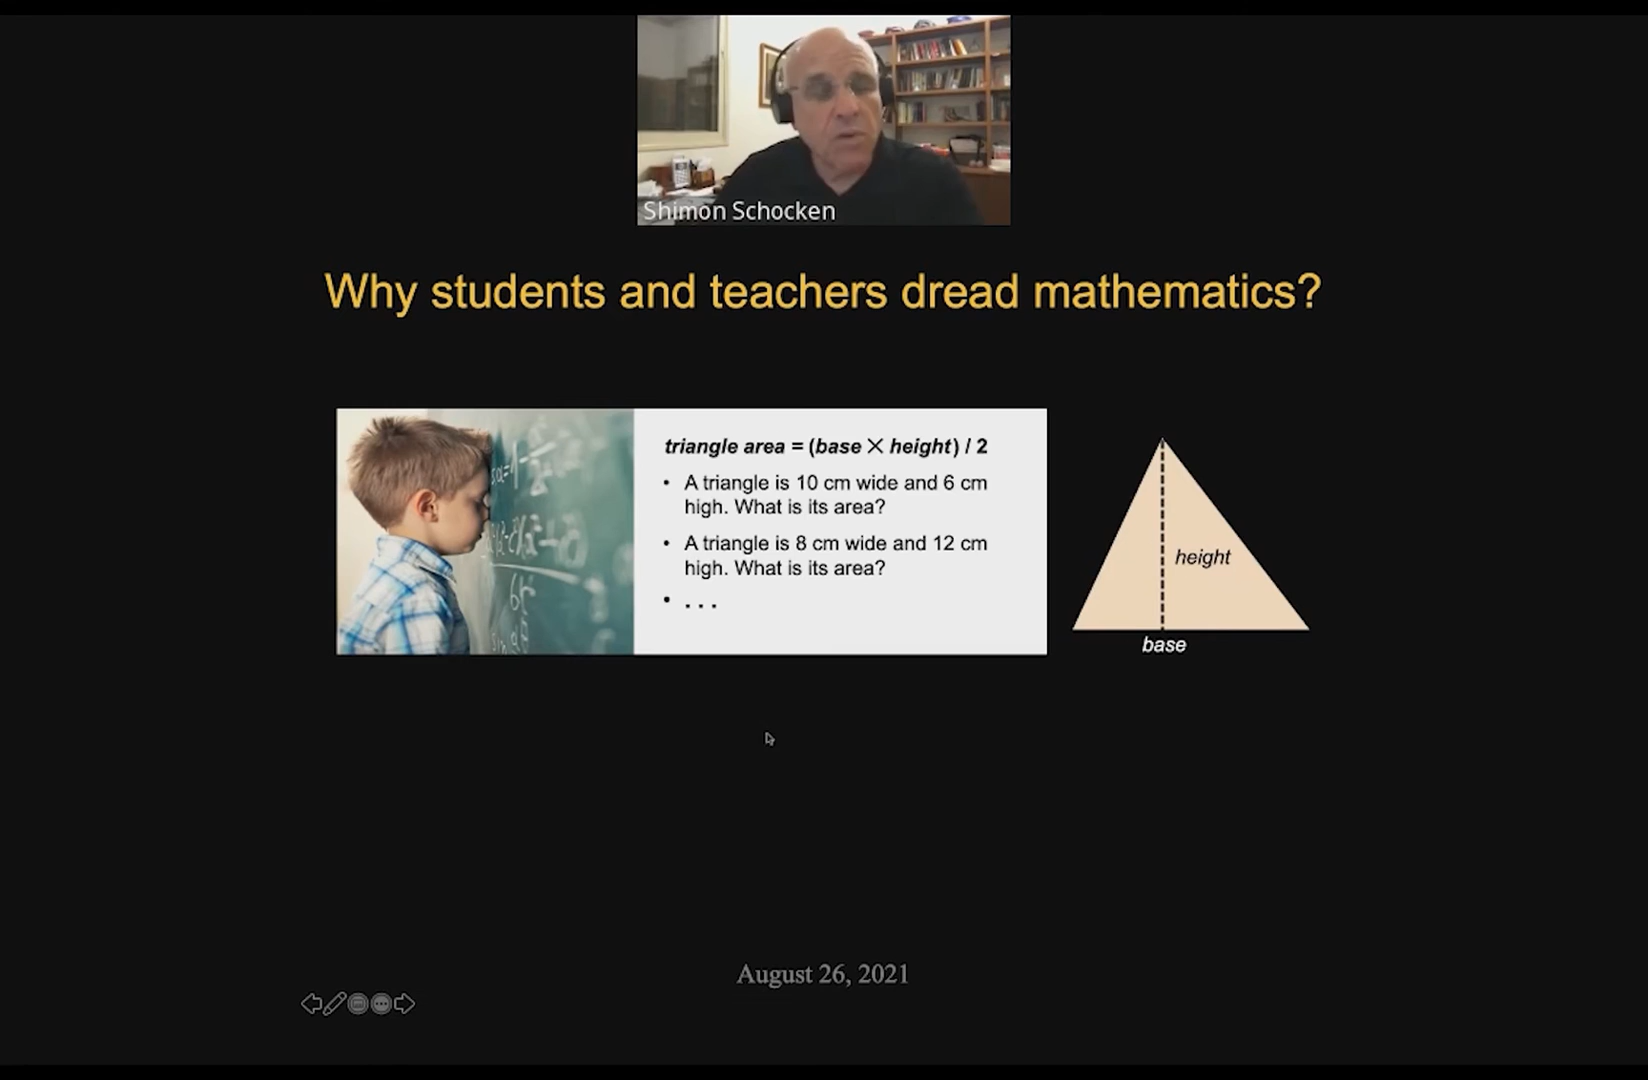 Shimon Schocken
Why students and teachers dread mathematics?
triangle area = (base × height) / 2
• A triangle is 10 cm wide and 6 cm
high. What is its area?
• A triangle is 8 cm wide and 12 cm
high. What is its area?
• . . .
height
base
August 26, 2021